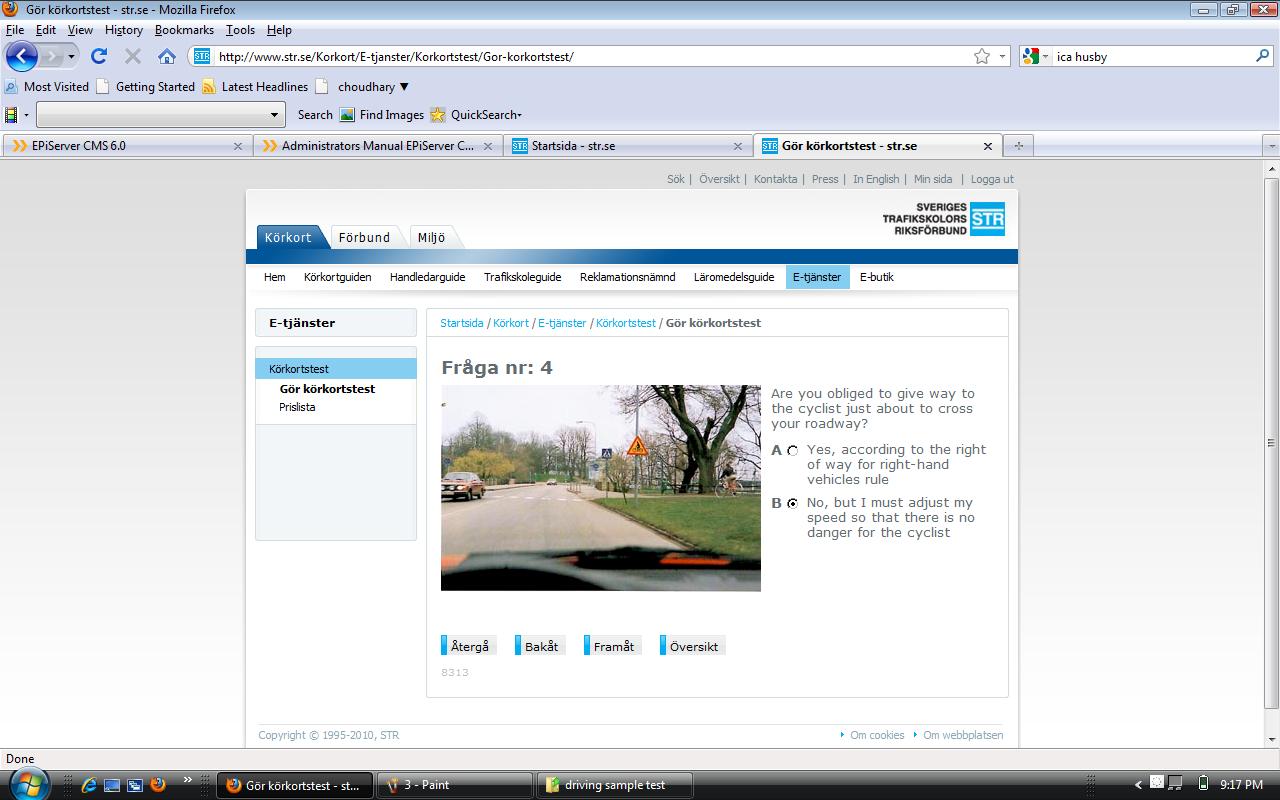 Gör körkortstest - str.se - Mozilla Firefox
File Edit View History Bookmarks Tools Help
http://www.str.se/Korkort/E-tjanster/Korkortstest/Gor-korkortstest/
ica husby
Most Visited Getting Started Latest Headlines choudhary
Search Find Images QuickSearch
EPiServer CMS 6.0 Administrators Manual EPiServer C... STR Startsida - str.se STR Gör körkortstest - str.se
Sök | Översikt | Kontakta | Press | In English | Min sida | Logga ut
SVERIGES
TRAFIKSKOLORS STR
RIKSFÖRBUND
Körkort Förbund Miljö
Hem Körkortguiden Handledarguide Trafikskoleguide Reklamationsnämnd Läromedelsguide E-tjänster E-butik
E-tjänster
Körkortstest
Gör körkortstest
Prislista
Startsida / Körkort / E-tjänster / Körkortstest / Gör körkortstest
Fråga nr: 4
Are you obliged to give way to
the cyclist just about to cross
your roadway?
A Yes, according to the right
of way for right-hand
vehicles rule
B No, but I must adjust my
speed so that there is no
danger for the cyclist
Återgå Bakåt Framåt Översikt
8313
Copyright © 1995-2010, STR
Om cookies Om webbplatsen
Done
Gör körkortstest - st... 3 - Paint driving sample test 9:17 PM